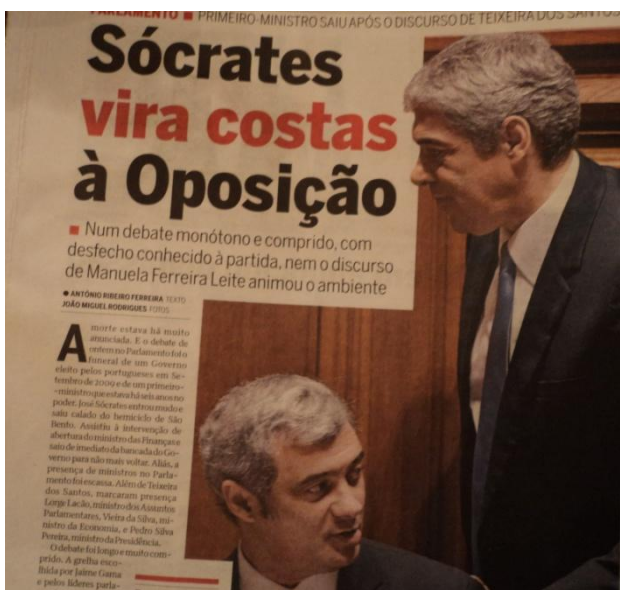 PARLAMENTO ■ PRIMEIRO-MINISTRO SAIU APÓS O DISCURSO DE TEIXEIRA DOS SANTOS
Sócrates
vira costas
à Oposição
■ Num debate monótono e comprido, com
desfecho conhecido à partida, nem o discurso
de Manuela Ferreira Leite animou o ambiente
● ANTÓNIO RIBEIRO FERREIRA TEXTO
JOÃO MIGUEL RODRIGUES FOTOS
A morte estava há muito
anunciada. E o debate de
ontem no Parlamento foi o
funeral de um Governo
eleito pelos portugueses em Se-
tembro de 2009 e de um primeiro-
-ministro que estava há seis anos no
poder. José Sócrates entrou mudo e
saiu calado do hemiciclo de São
Bento. Assistiu à intervenção de
abertura do ministro das Finanças e
saiu de imediato da bancada do Go-
verno para não mais voltar. Aliás, a
presença de ministros no Parla-
mento foi escassa. Além de Teixeira
dos Santos, marcaram presença
Jorge Lacão, ministro dos Assuntos
Parlamentares, Vieira da Silva, mi-
nistro da Economia, e Pedro Silva
Pereira, ministro da Presidência.
O debate foi longo e muito com-
prido. A grelha esco-
lhida por Jaime Gama
e pelos líderes parla-